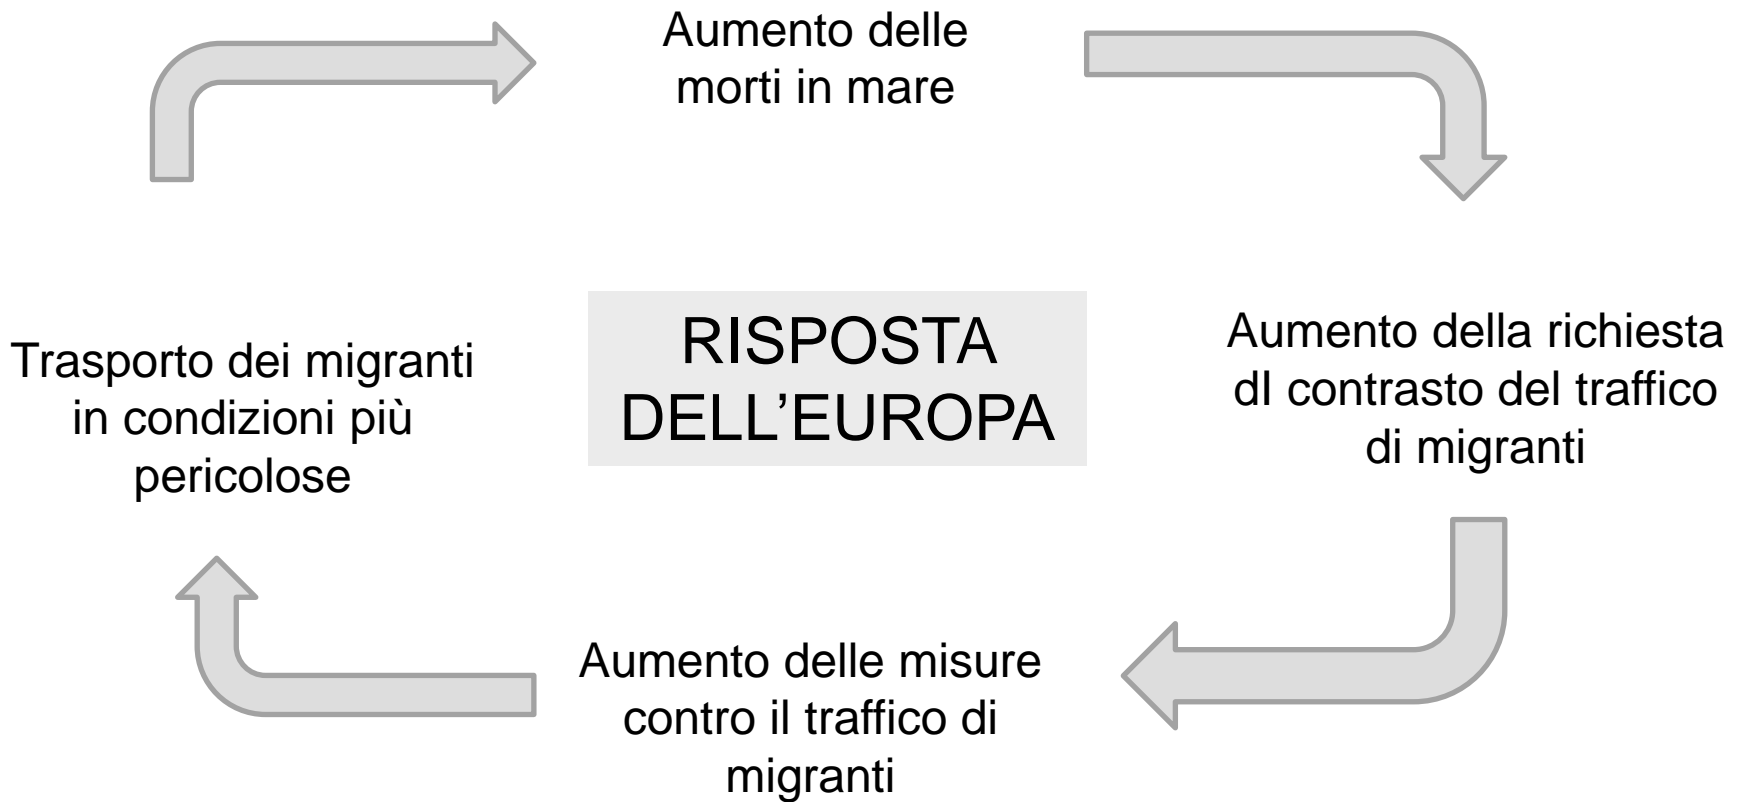 Aumento delle
morti in mare
Aumento della richiesta
dI contrasto del traffico
di migranti
Aumento delle misure
contro il traffico di
migranti
Trasporto dei migranti
in condizioni più
pericolose
RISPOSTA
DELL’EUROPA